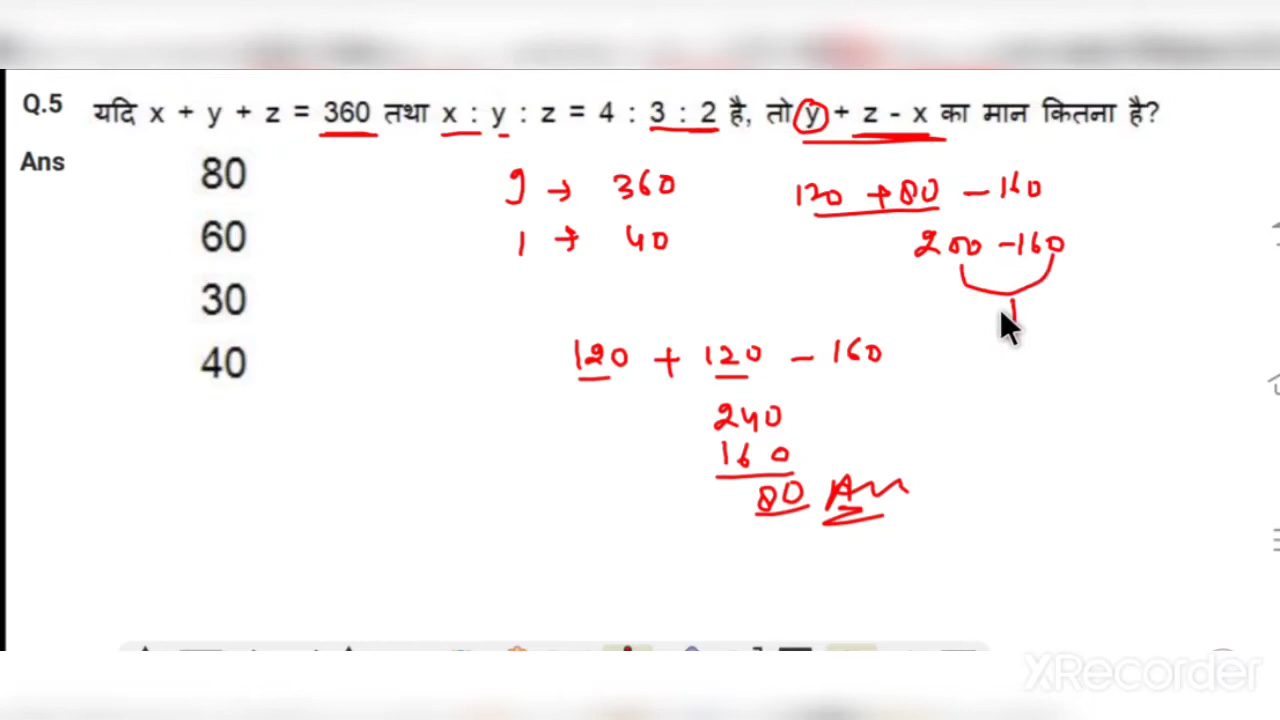 Q.5 यदि x + y + z = 360 तथा x : y : z = 4 : 3 : 2 है, तो y + z - x का मान कितना है?
Ans
80
60
30
40
9 → 360
1 → 40
120 + 80 - 160
200 - 160
120 + 120 - 160
240
160
80 Ans
XRecorder